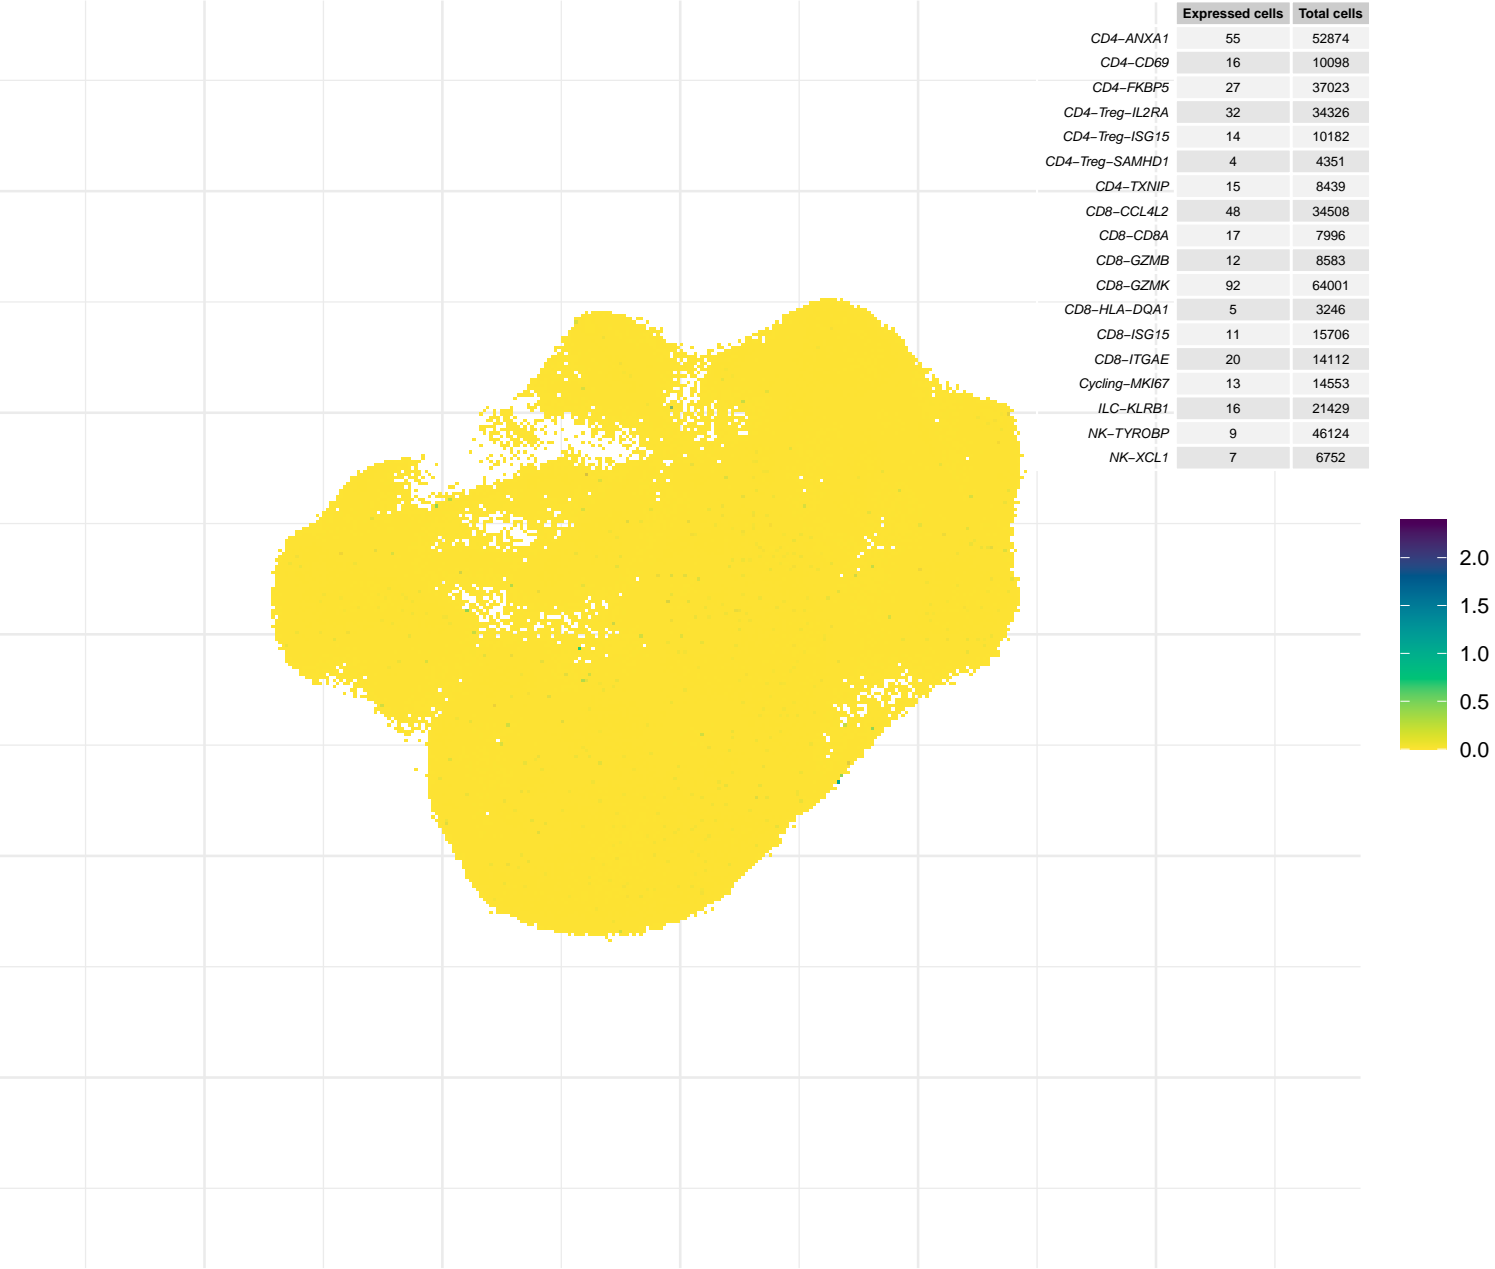 Expressed cells Total cells
CD4−ANXA1 55 52874
CD4−CD69 16 10098
CD4−FKBP5 27 37023
CD4−Treg−IL2RA 32 34326
CD4−Treg−ISG15 14 10182
CD4−Treg−SAMHD1 4 4351
CD4−TXNIP 15 8439
CD8−CCL4L2 48 34508
CD8−CD8A 17 7996
CD8−GZMB 12 8583
CD8−GZMK 92 64001
CD8−HLA−DQA1 5 3246
CD8−ISG15 11 15706
CD8−ITGAE 20 14112
Cycling−MKI67 13 14553
ILC−KLRB1 16 21429
NK−TYROBP 9 46124
NK−XCL1 7 6752
2.0
1.5
1.0
0.5
0.0